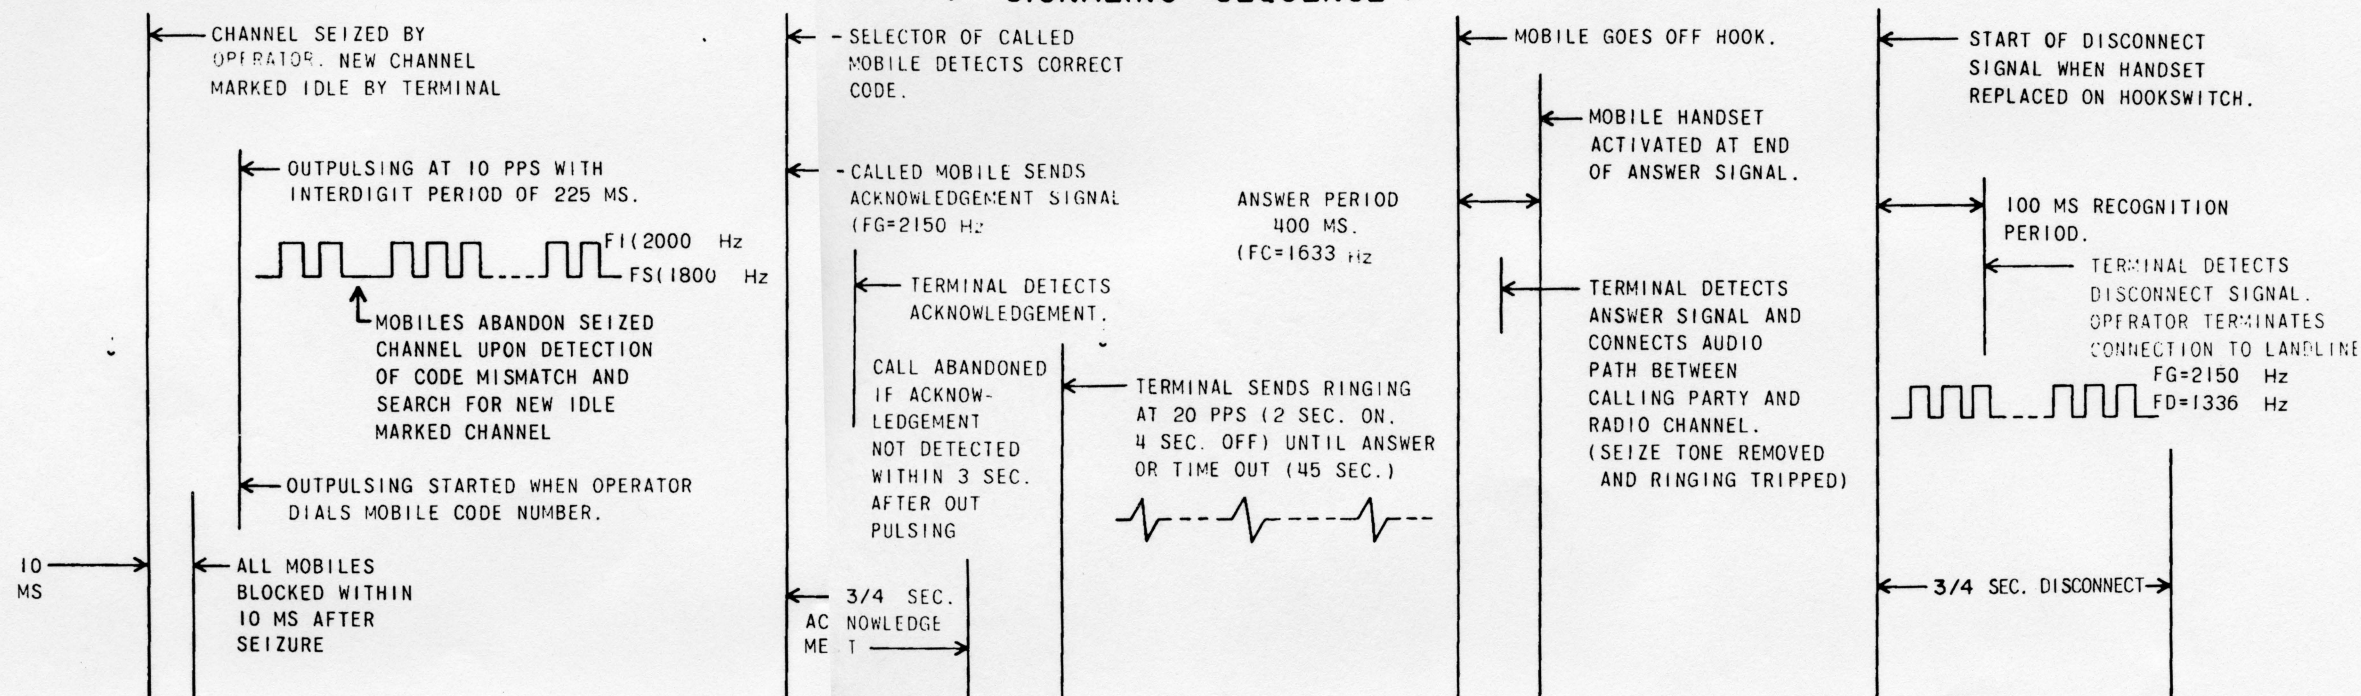 SIGNALING SEQUENCE
CHANNEL SEIZED BY
OPERATOR. NEW CHANNEL
MARKED IDLE BY TERMINAL
OUTPULSING AT 10 PPS WITH
INTERDIGIT PERIOD OF 225 MS.
FI(2000 Hz
FS(1800 Hz
MOBILES ABANDON SEIZED
CHANNEL UPON DETECTION
OF CODE MISMATCH AND
SEARCH FOR NEW IDLE
MARKED CHANNEL
OUTPULSING STARTED WHEN OPERATOR
DIALS MOBILE CODE NUMBER.
10
MS
ALL MOBILES
BLOCKED WITHIN
10 MS AFTER
SEIZURE
SELECTOR OF CALLED
MOBILE DETECTS CORRECT
CODE.
CALLED MOBILE SENDS
ACKNOWLEDGEMENT SIGNAL
(FG=2150 Hz
TERMINAL DETECTS
ACKNOWLEDGEMENT.
CALL ABANDONED
IF ACKNOW-
LEDGEMENT
NOT DETECTED
WITHIN 3 SEC.
AFTER OUT
PULSING
3/4 SEC.
AC NOWLEDGE
ME T
TERMINAL SENDS RINGING
AT 20 PPS (2 SEC. ON.
4 SEC. OFF) UNTIL ANSWER
OR TIME OUT (45 SEC.)
ANSWER PERIOD
400 MS.
(FC=1633 Hz
MOBILE GOES OFF HOOK.
MOBILE HANDSET
ACTIVATED AT END
OF ANSWER SIGNAL.
TERMINAL DETECTS
ANSWER SIGNAL AND
CONNECTS AUDIO
PATH BETWEEN
CALLING PARTY AND
RADIO CHANNEL.
(SEIZE TONE REMOVED
AND RINGING TRIPPED)
START OF DISCONNECT
SIGNAL WHEN HANDSET
REPLACED ON HOOKSWITCH.
100 MS RECOGNITION
PERIOD.
TERMINAL DETECTS
DISCONNECT SIGNAL.
OPERATOR TERMINATES
CONNECTION TO LANDLINE
FG=2150 Hz
FD=1336 Hz
3/4 SEC. DISCONNECT